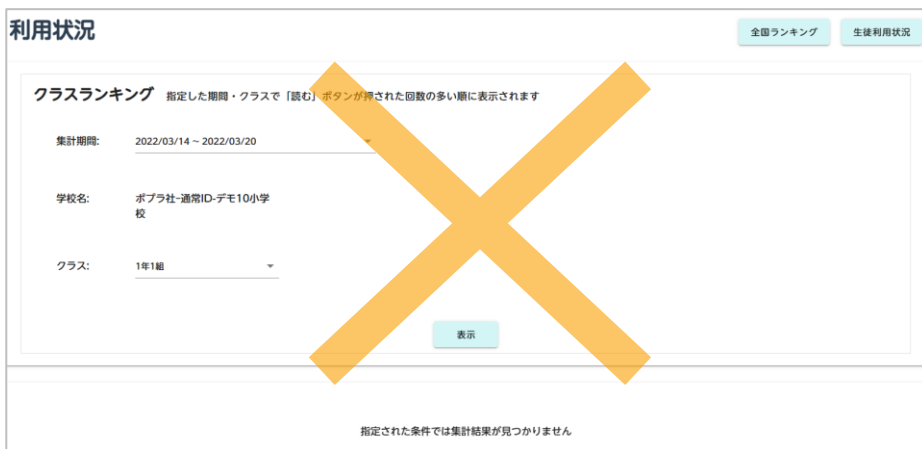 利用状況
全国ランキング
生徒利用状況
クラスランキング 指定した期間・クラスで「読む」ボタンが押された回数の多い順に表示されます
集計期間: 2022/03/14 ~ 2022/03/20
学校名: ポプラ社-通常ID-デモ10小学
校
クラス: 1年1組
表示
指定された条件では集計結果が見つかりません